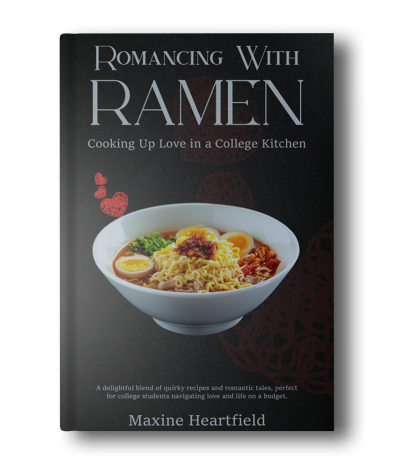 ROMANCING WITH
RAMEN
Cooking Up Love in a College Kitchen
A delightful blend of quirky recipes and romantic tales, perfect
for college students navigating love and life on a budget.
Maxine Heartfield